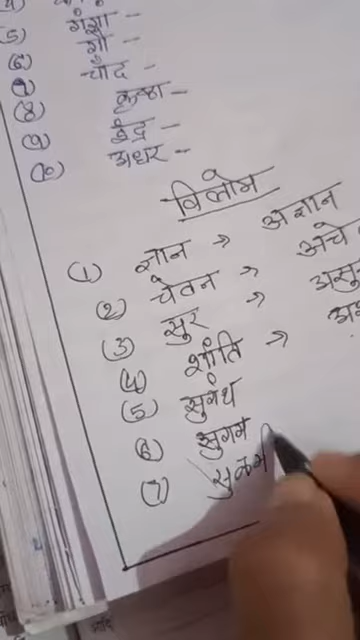 (5) गंगा -
(6) गौ -
(7) चाँद -
(8) कृष्ण -
(9) इंद्र -
(10) अधर -
विलोम
(1) ज्ञान → अज्ञान
(2) चेतन → अचे
(3) सुर → असु
(4) शांति →
(5) सुगंध
(6) सुगम
(7) सुकर्म